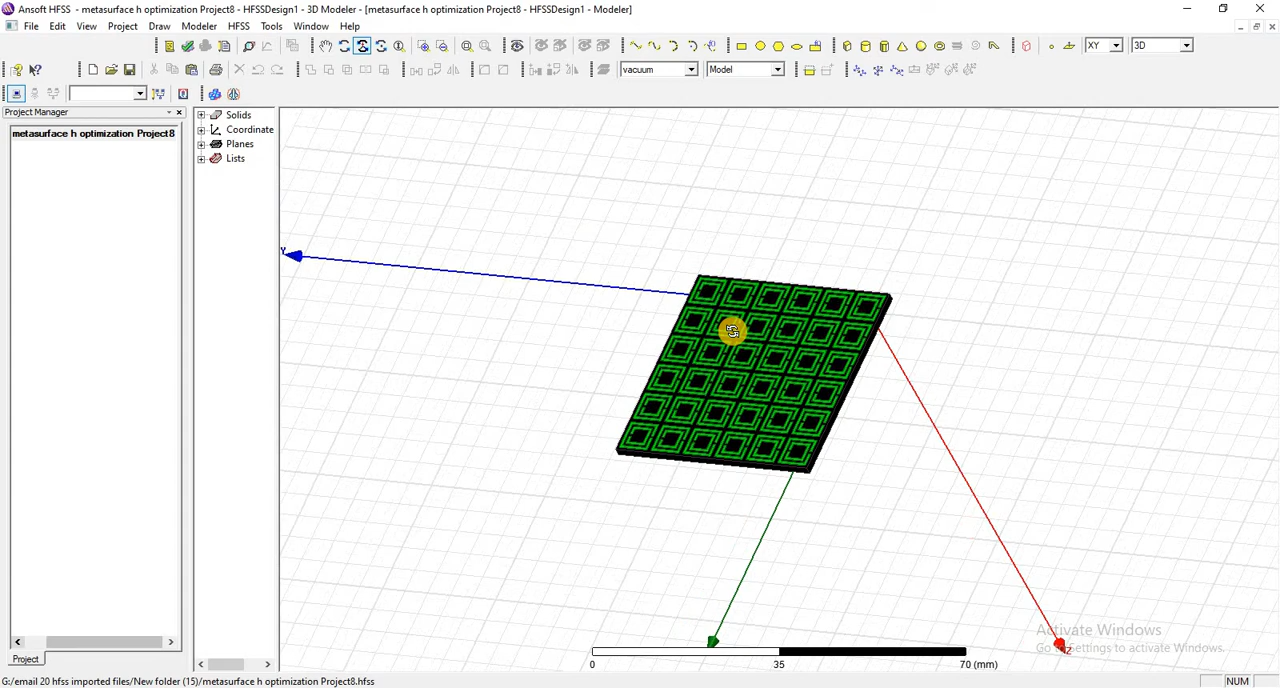 Ansoft HFSS - metasurface h optimization Project8 - HFSSDesign1 - 3D Modeler - [metasurface h optimization Project8 - HFSSDesign1 - Modeler]
File Edit View Project Draw Modeler HFSS Tools Window Help
XY 3D
vacuum Model
Project Manager
metasurface h optimization Project8
Solids
Coordinate
Planes
Lists
Y
Z
0 35 70 (mm)
Activate Windows
Go to Settings to activate Windows.
Project
G:/email 20 hfss imported files/New folder (15)/metasurface h optimization Project8.hfss
NUM